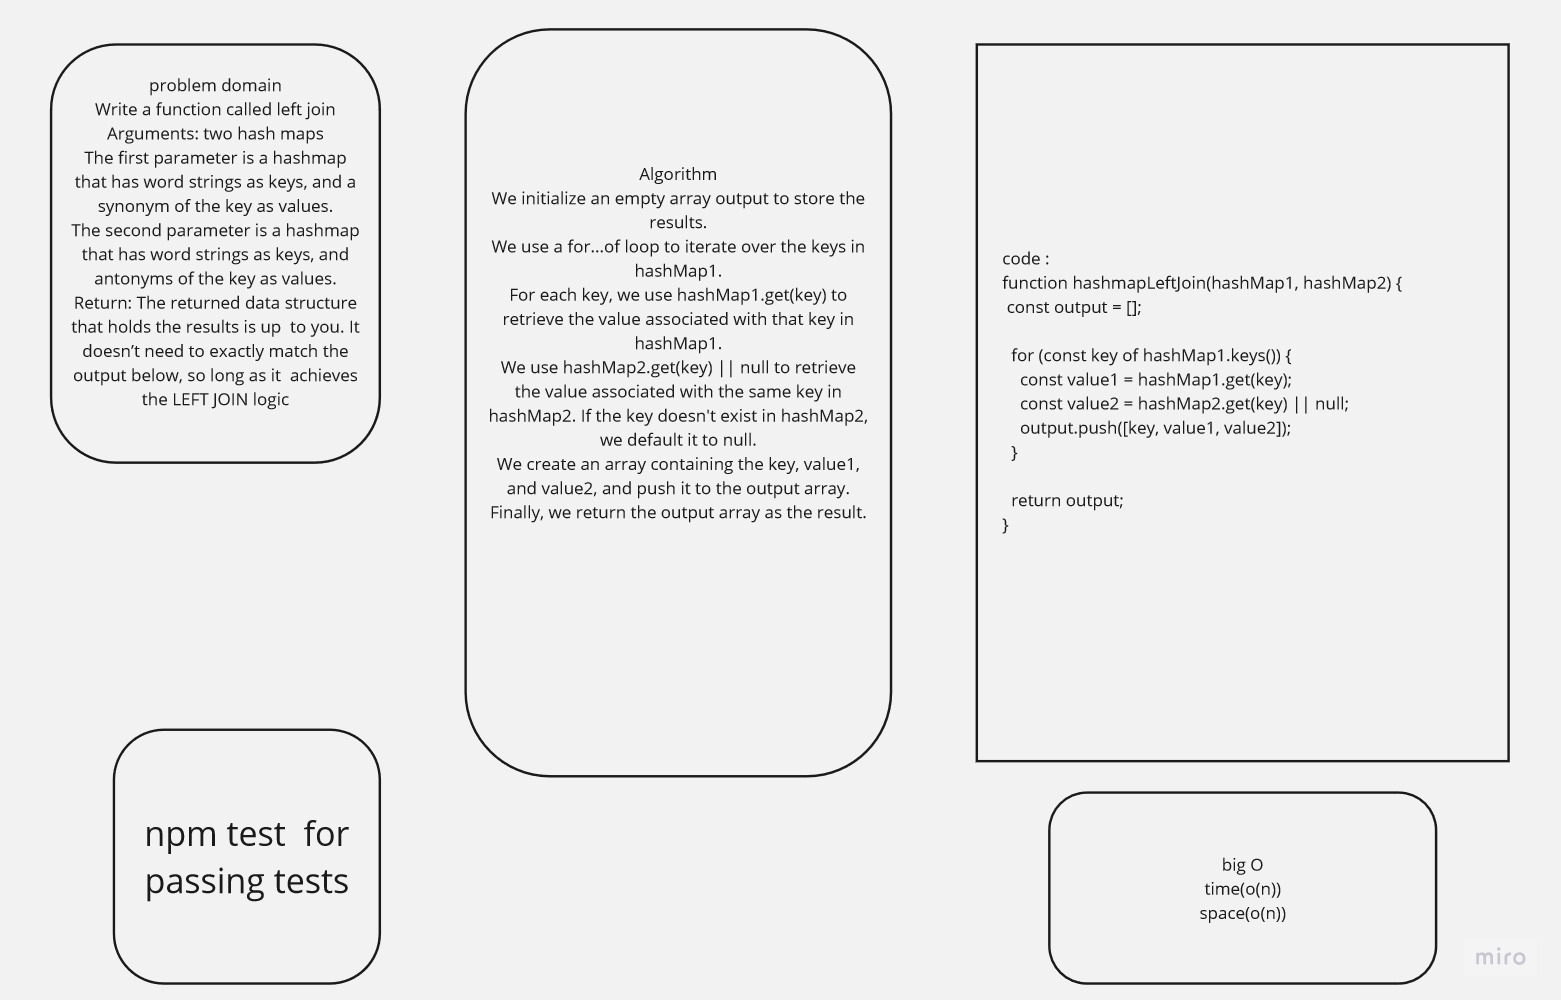 problem domain
Write a function called left join
Arguments: two hash maps
The first parameter is a hashmap
that has word strings as keys, and a
synonym of the key as values.
The second parameter is a hashmap
that has word strings as keys, and
antonyms of the key as values.
Return: The returned data structure
that holds the results is up  to you. It
doesn’t need to exactly match the
output below, so long as it  achieves
the LEFT JOIN logic
Algorithm
We initialize an empty array output to store the
results.
We use a for...of loop to iterate over the keys in
hashMap1.
For each key, we use hashMap1.get(key) to
retrieve the value associated with that key in
hashMap1.
We use hashMap2.get(key) || null to retrieve
the value associated with the same key in
hashMap2. If the key doesn't exist in hashMap2,
we default it to null.
We create an array containing the key, value1,
and value2, and push it to the output array.
Finally, we return the output array as the result.
code :
function hashmapLeftJoin(hashMap1, hashMap2) {
 const output = [];
  for (const key of hashMap1.keys()) {
    const value1 = hashMap1.get(key);
    const value2 = hashMap2.get(key) || null;
    output.push([key, value1, value2]);
  }
  return output;
}
npm test  for
passing tests
big O
time(o(n))
space(o(n))
miro